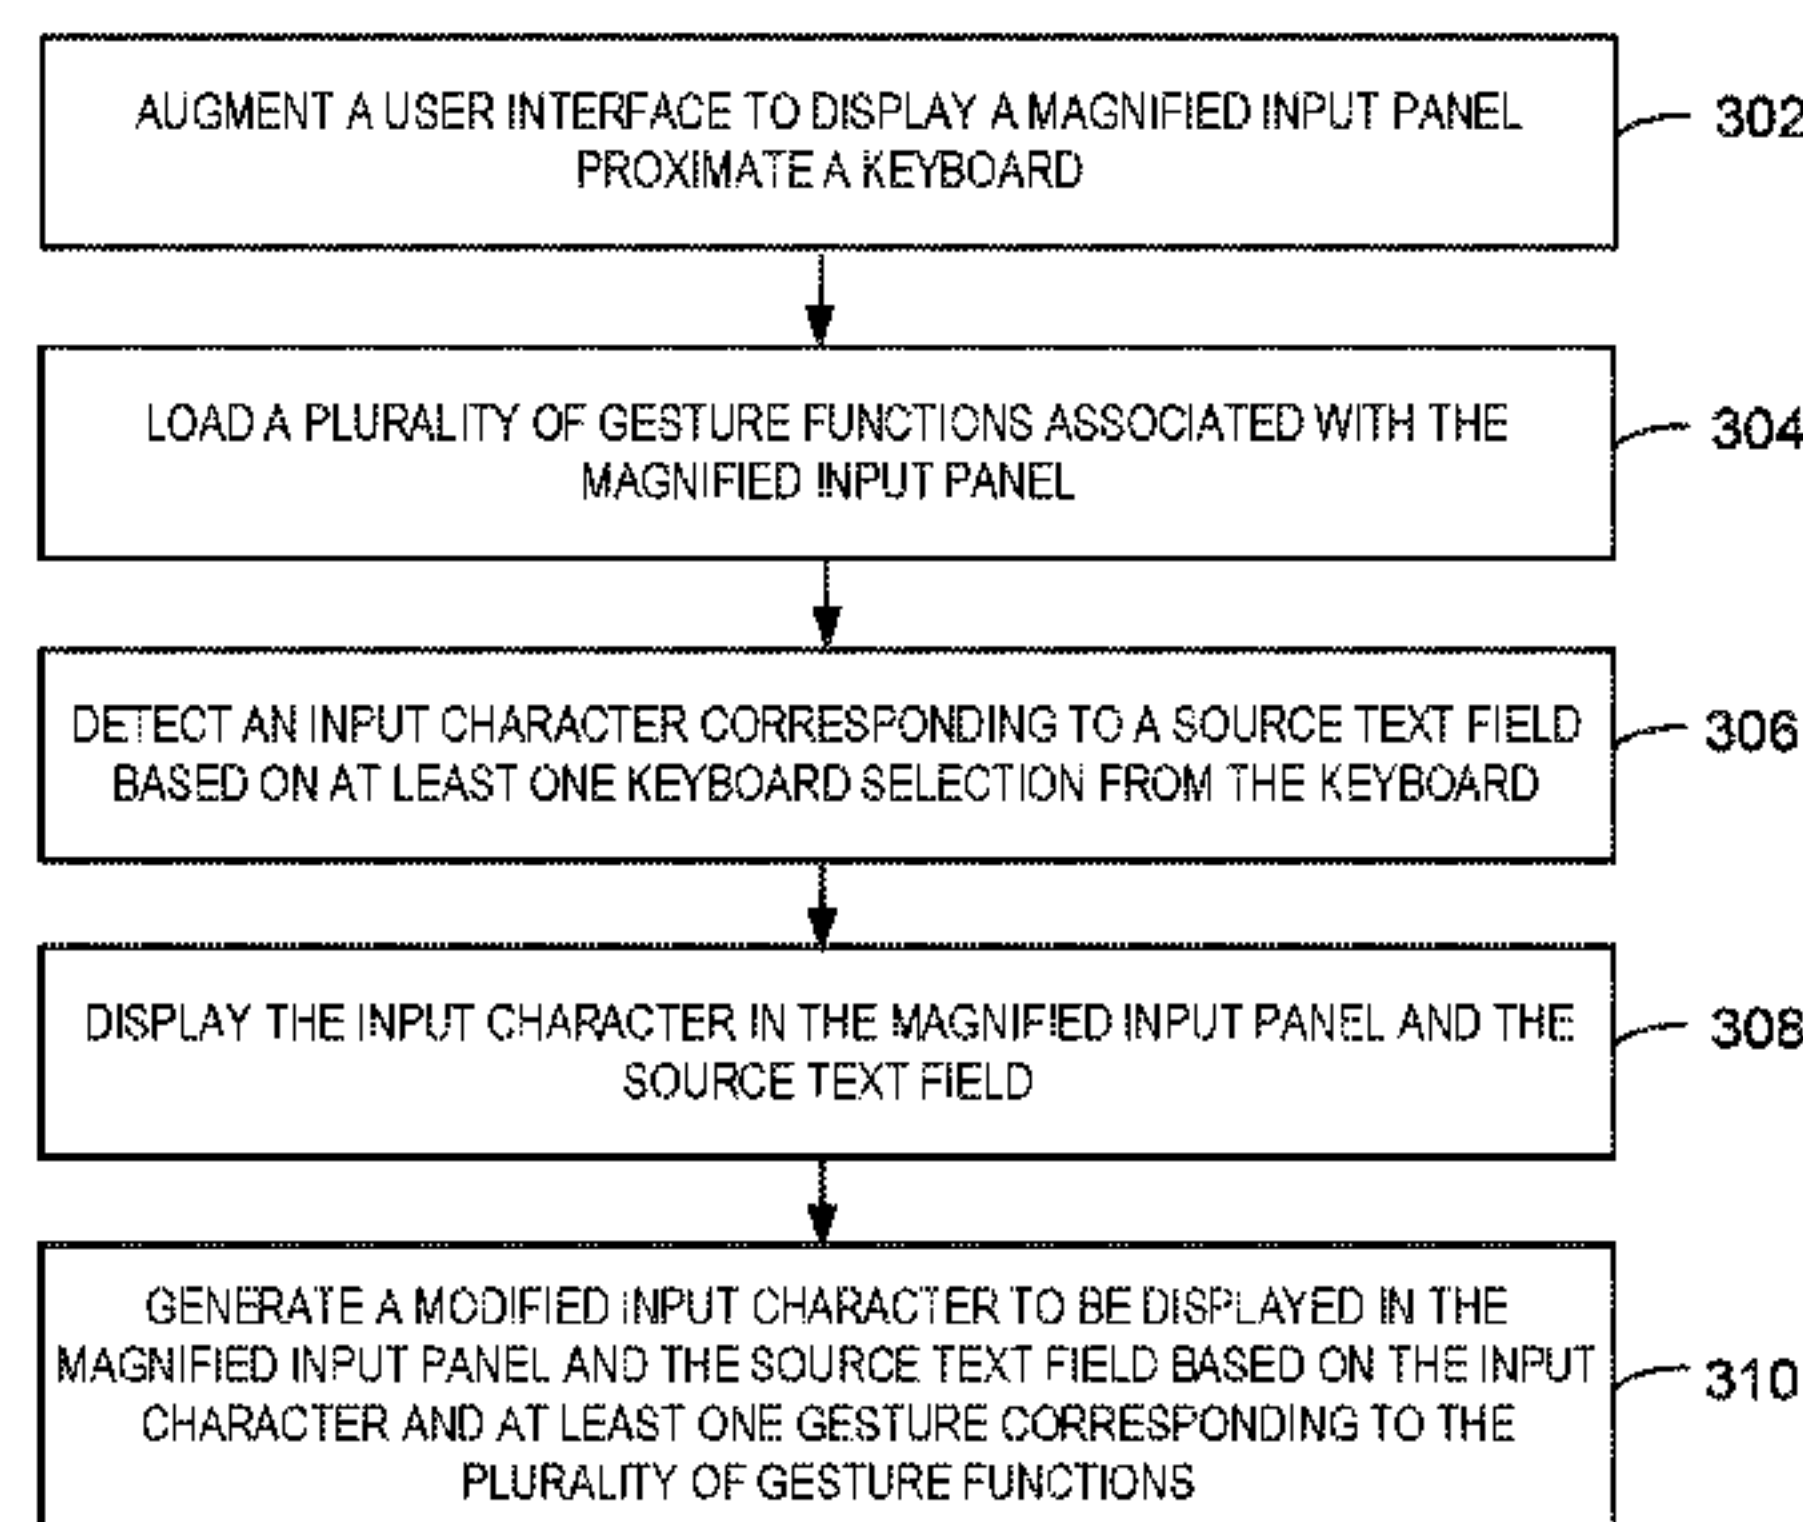 AUGMENT A USER INTERFACE TO DISPLAY A MAGNIFIED INPUT PANEL
PROXIMATE A KEYBOARD
302
LOAD A PLURALITY OF GESTURE FUNCTIONS ASSOCIATED WITH THE
MAGNIFIED INPUT PANEL
304
DETECT AN INPUT CHARACTER CORRESPONDING TO A SOURCE TEXT FIELD
BASED ON AT LEAST ONE KEYBOARD SELECTION FROM THE KEYBOARD
306
DISPLAY THE INPUT CHARACTER IN THE MAGNIFIED INPUT PANEL AND THE
SOURCE TEXT FIELD
308
GENERATE A MODIFIED INPUT CHARACTER TO BE DISPLAYED IN THE
MAGNIFIED INPUT PANEL AND THE SOURCE TEXT FIELD BASED ON THE INPUT
CHARACTER AND AT LEAST ONE GESTURE CORRESPONDING TO THE
PLURALITY OF GESTURE FUNCTIONS
310